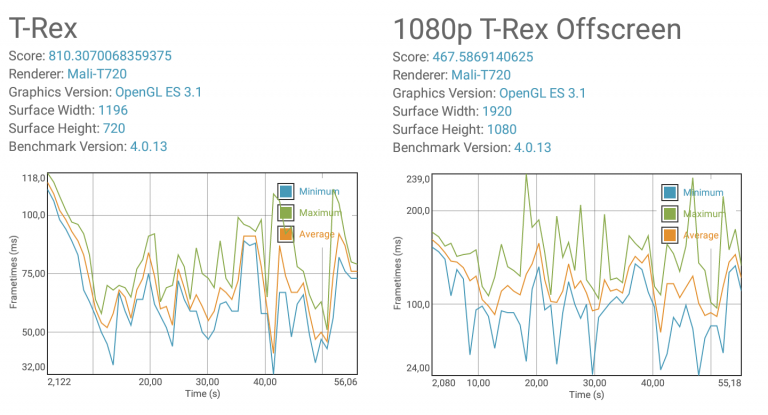 T-Rex
Score: 810.3070068359375
Renderer: Mali-T720
Graphics Version: OpenGL ES 3.1
Surface Width: 1196
Surface Height: 720
Benchmark Version: 4.0.13
118,0
100,0
75,00
50,00
32,00
Frametimes (ms)
Minimum
Maximum
Average
2,122
20,00
30,00
40,00
56,06
Time (s)
1080p T-Rex Offscreen
Score: 467.5869140625
Renderer: Mali-T720
Graphics Version: OpenGL ES 3.1
Surface Width: 1920
Surface Height: 1080
Benchmark Version: 4.0.13
239,0
200,0
100,0
24,00
Frametimes (ms)
Minimum
Maximum
Average
2,080
10,00
20,00
30,00
40,00
55,18
Time (s)